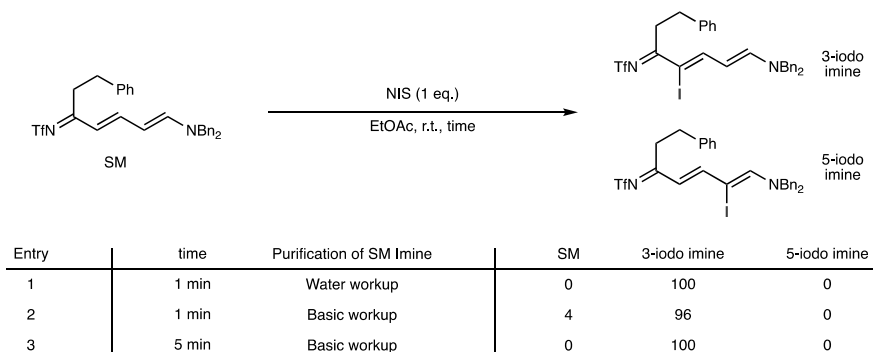 Ph
TfN
NBn2
SM
NIS (1 eq.)
EtOAc, r.t., time
Ph
TfN
NBn2
I
3-iodo
imine
Ph
TfN
NBn2
I
5-iodo
imine
Entry time Purification of SM Imine SM 3-iodo imine 5-iodo imine
1 1 min Water workup 0 100 0
2 1 min Basic workup 4 96 0
3 5 min Basic workup 0 100 0